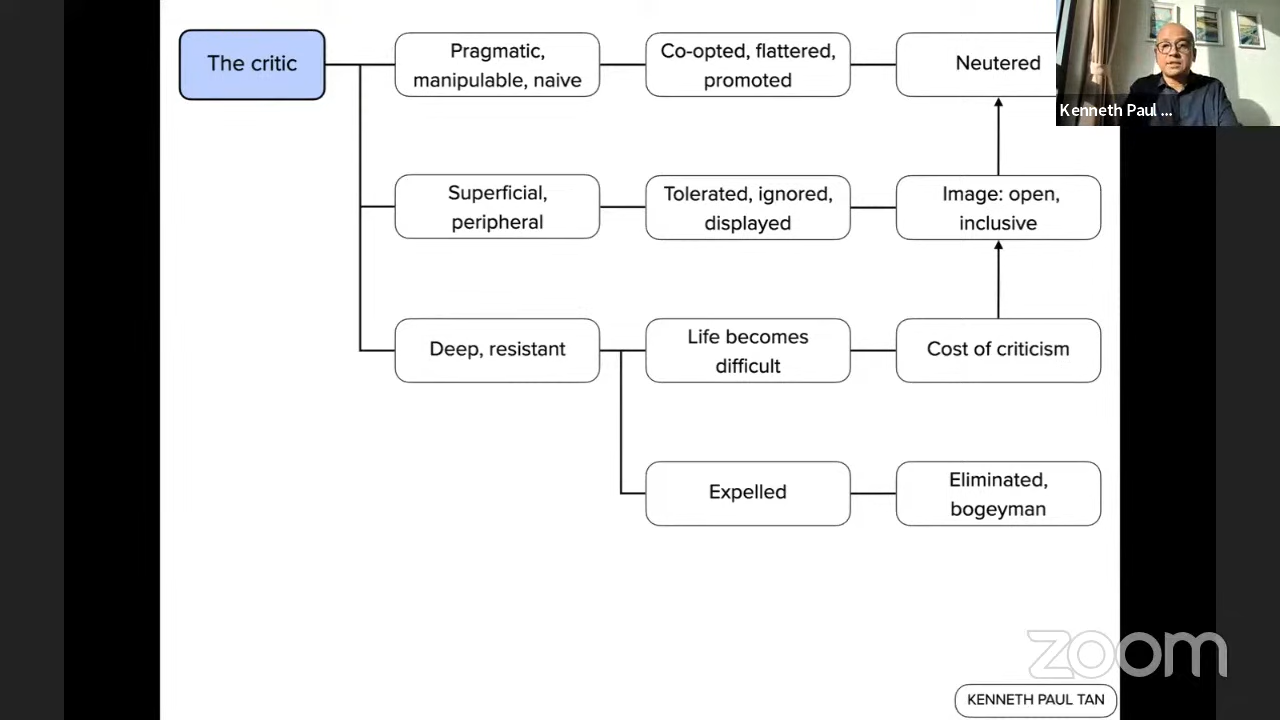 The critic
Pragmatic,
manipulable, naive
Co-opted, flattered,
promoted
Neutered
Kenneth Paul ...
Superficial,
peripheral
Tolerated, ignored,
displayed
Image: open,
inclusive
Deep, resistant
Life becomes
difficult
Cost of criticism
Expelled
Eliminated,
bogeyman
zoom
KENNETH PAUL TAN